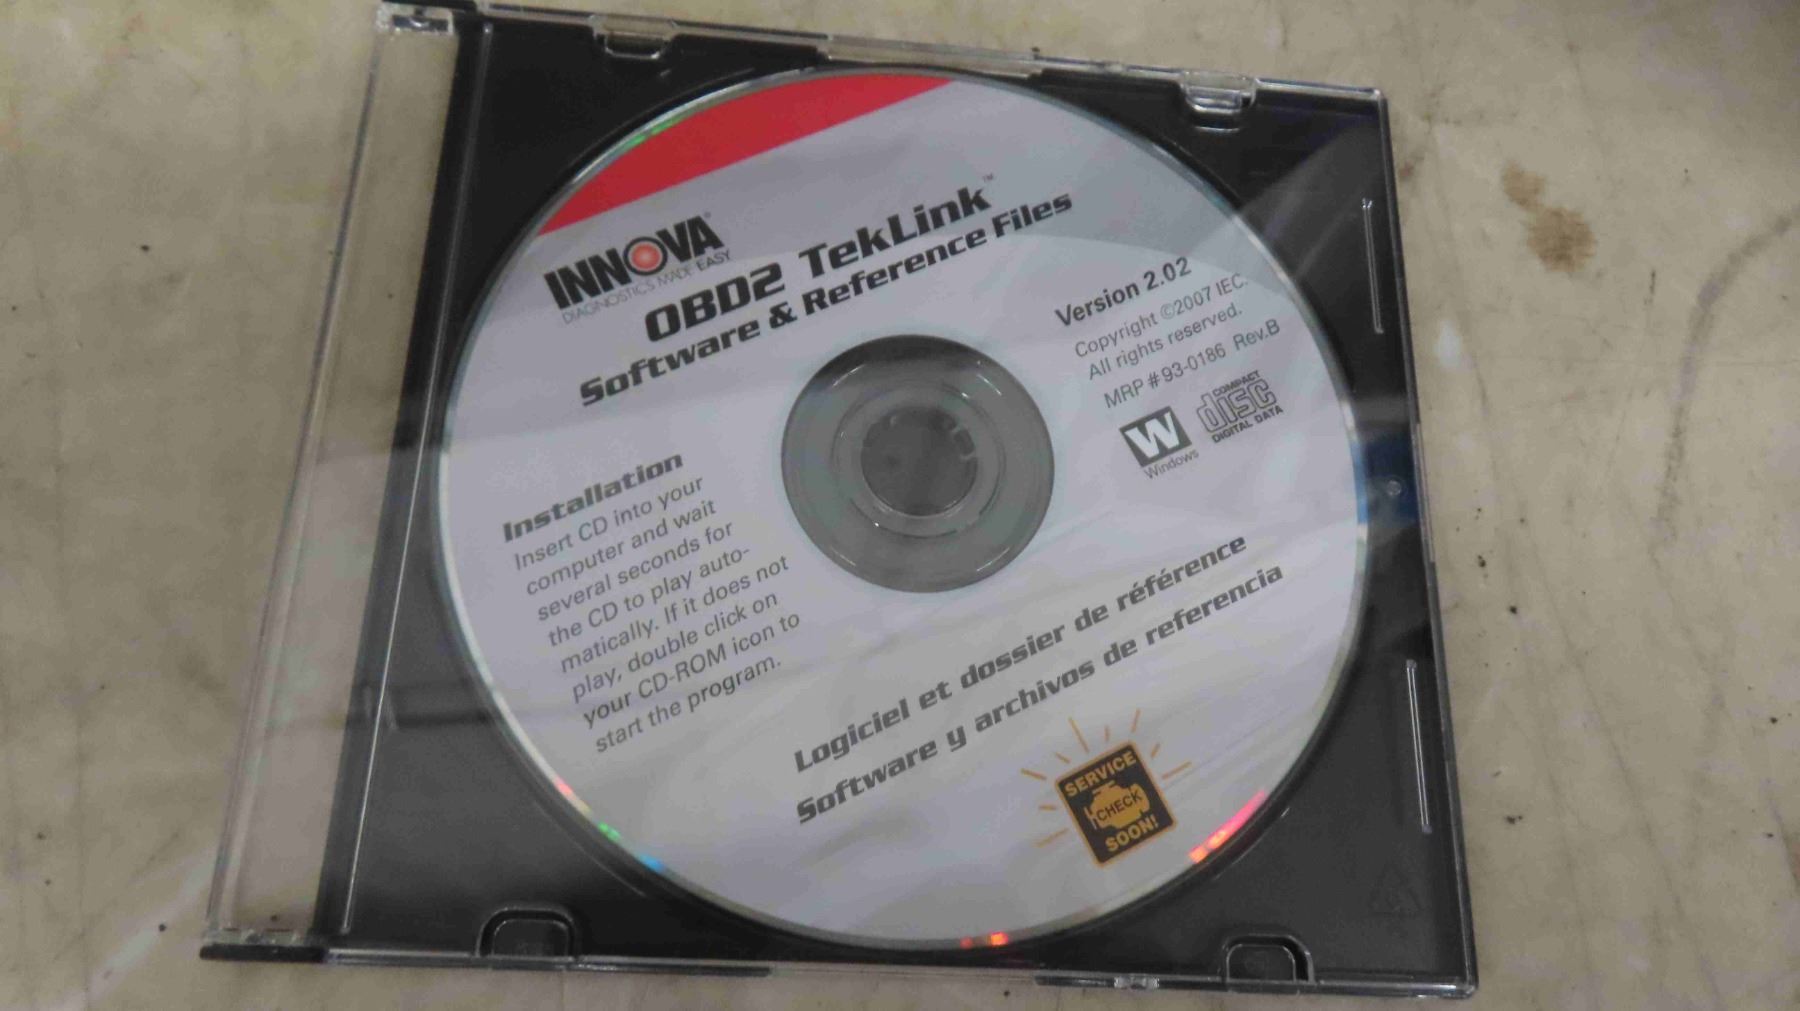 INNOVA®
DIAGNOSTICS MADE EASY
OBD2 TekLink™
Software & Reference Files
Version 2.02
Copyright ©2007 IEC.
All rights reserved.
MRP # 93-0186 Rev.B
W
Windows
COMPACT
disc
DIGITAL DATA
Installation
Insert CD into your
computer and wait
several seconds for
the CD to play auto-
matically. If it does not
play, double click on
your CD-ROM icon to
start the program.
Logiciel et dossier de référence
Software y archivos de referencia
SERVICE
CHECK
SOON!